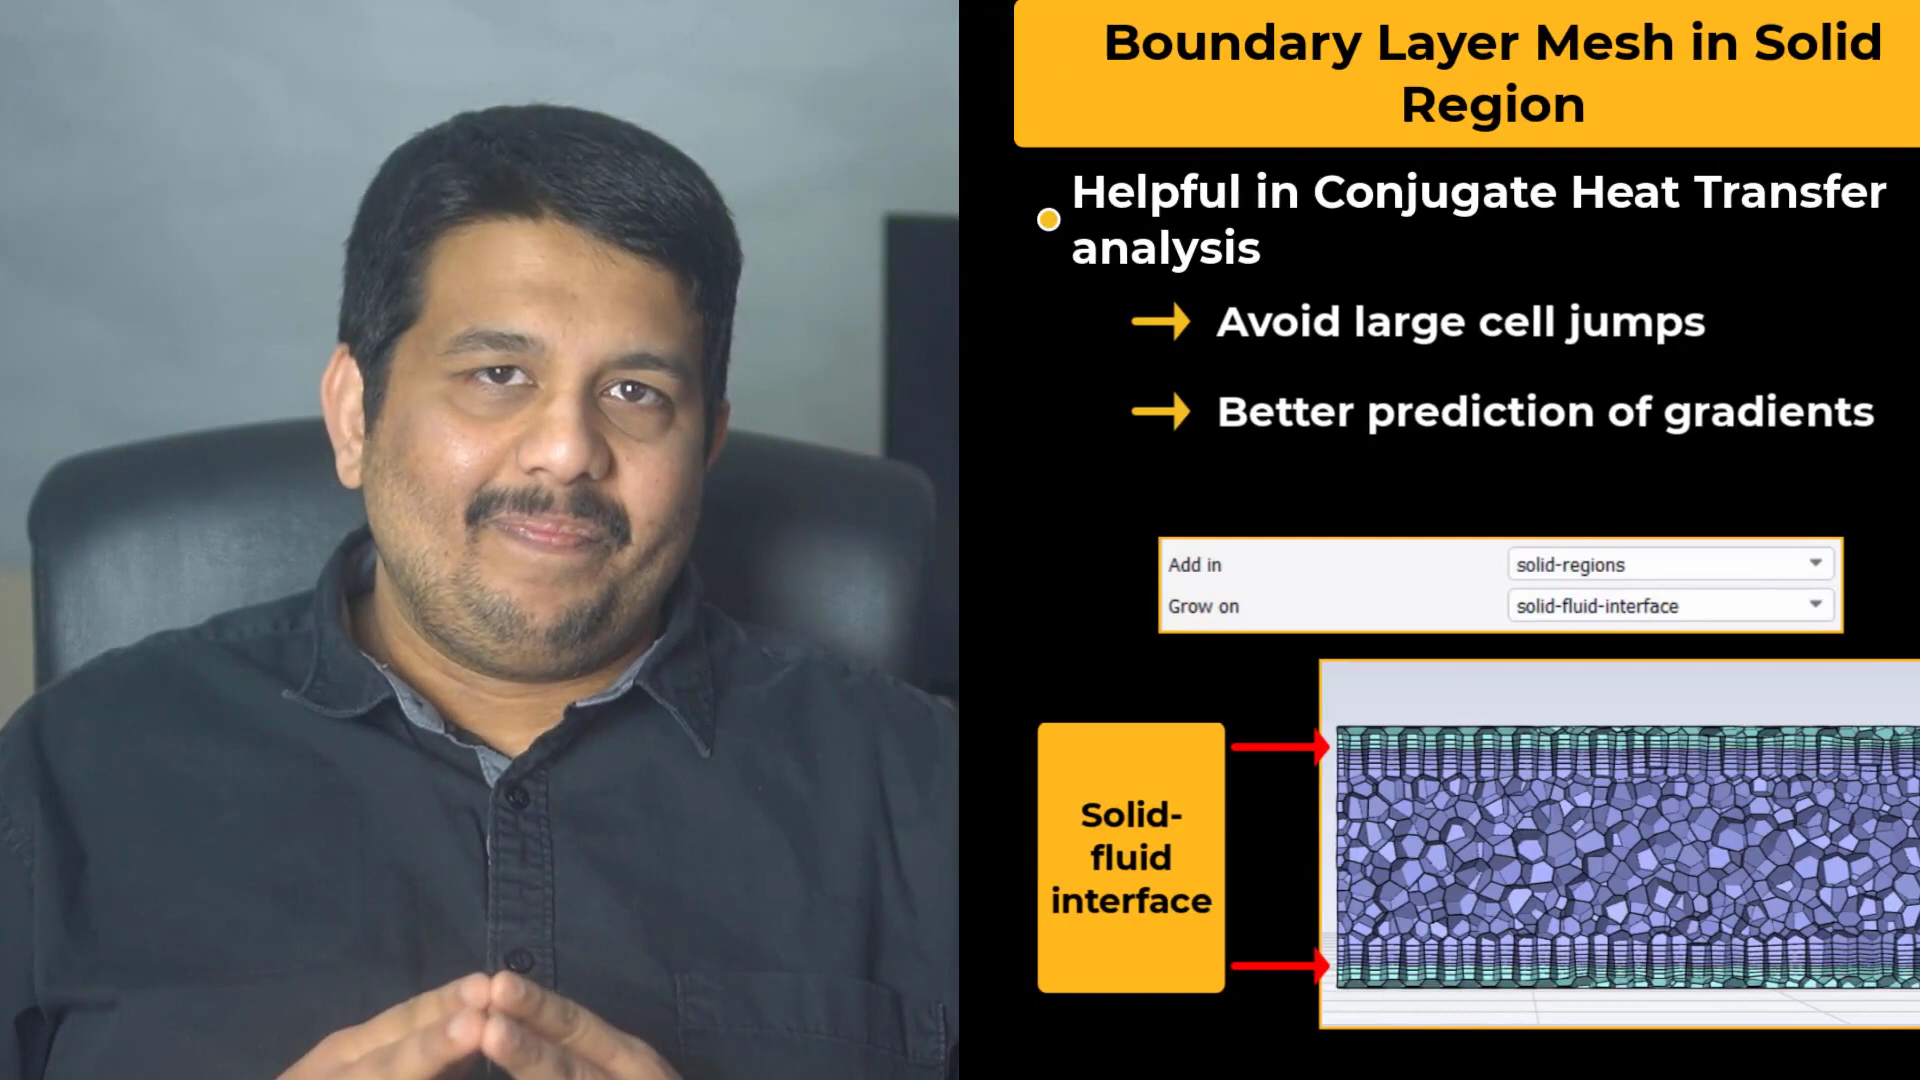 Boundary Layer Mesh in Solid
Region
Helpful in Conjugate Heat Transfer
analysis
Avoid large cell jumps
Better prediction of gradients
Add in solid-regions
Grow on solid-fluid-interface
Solid-
fluid
interface